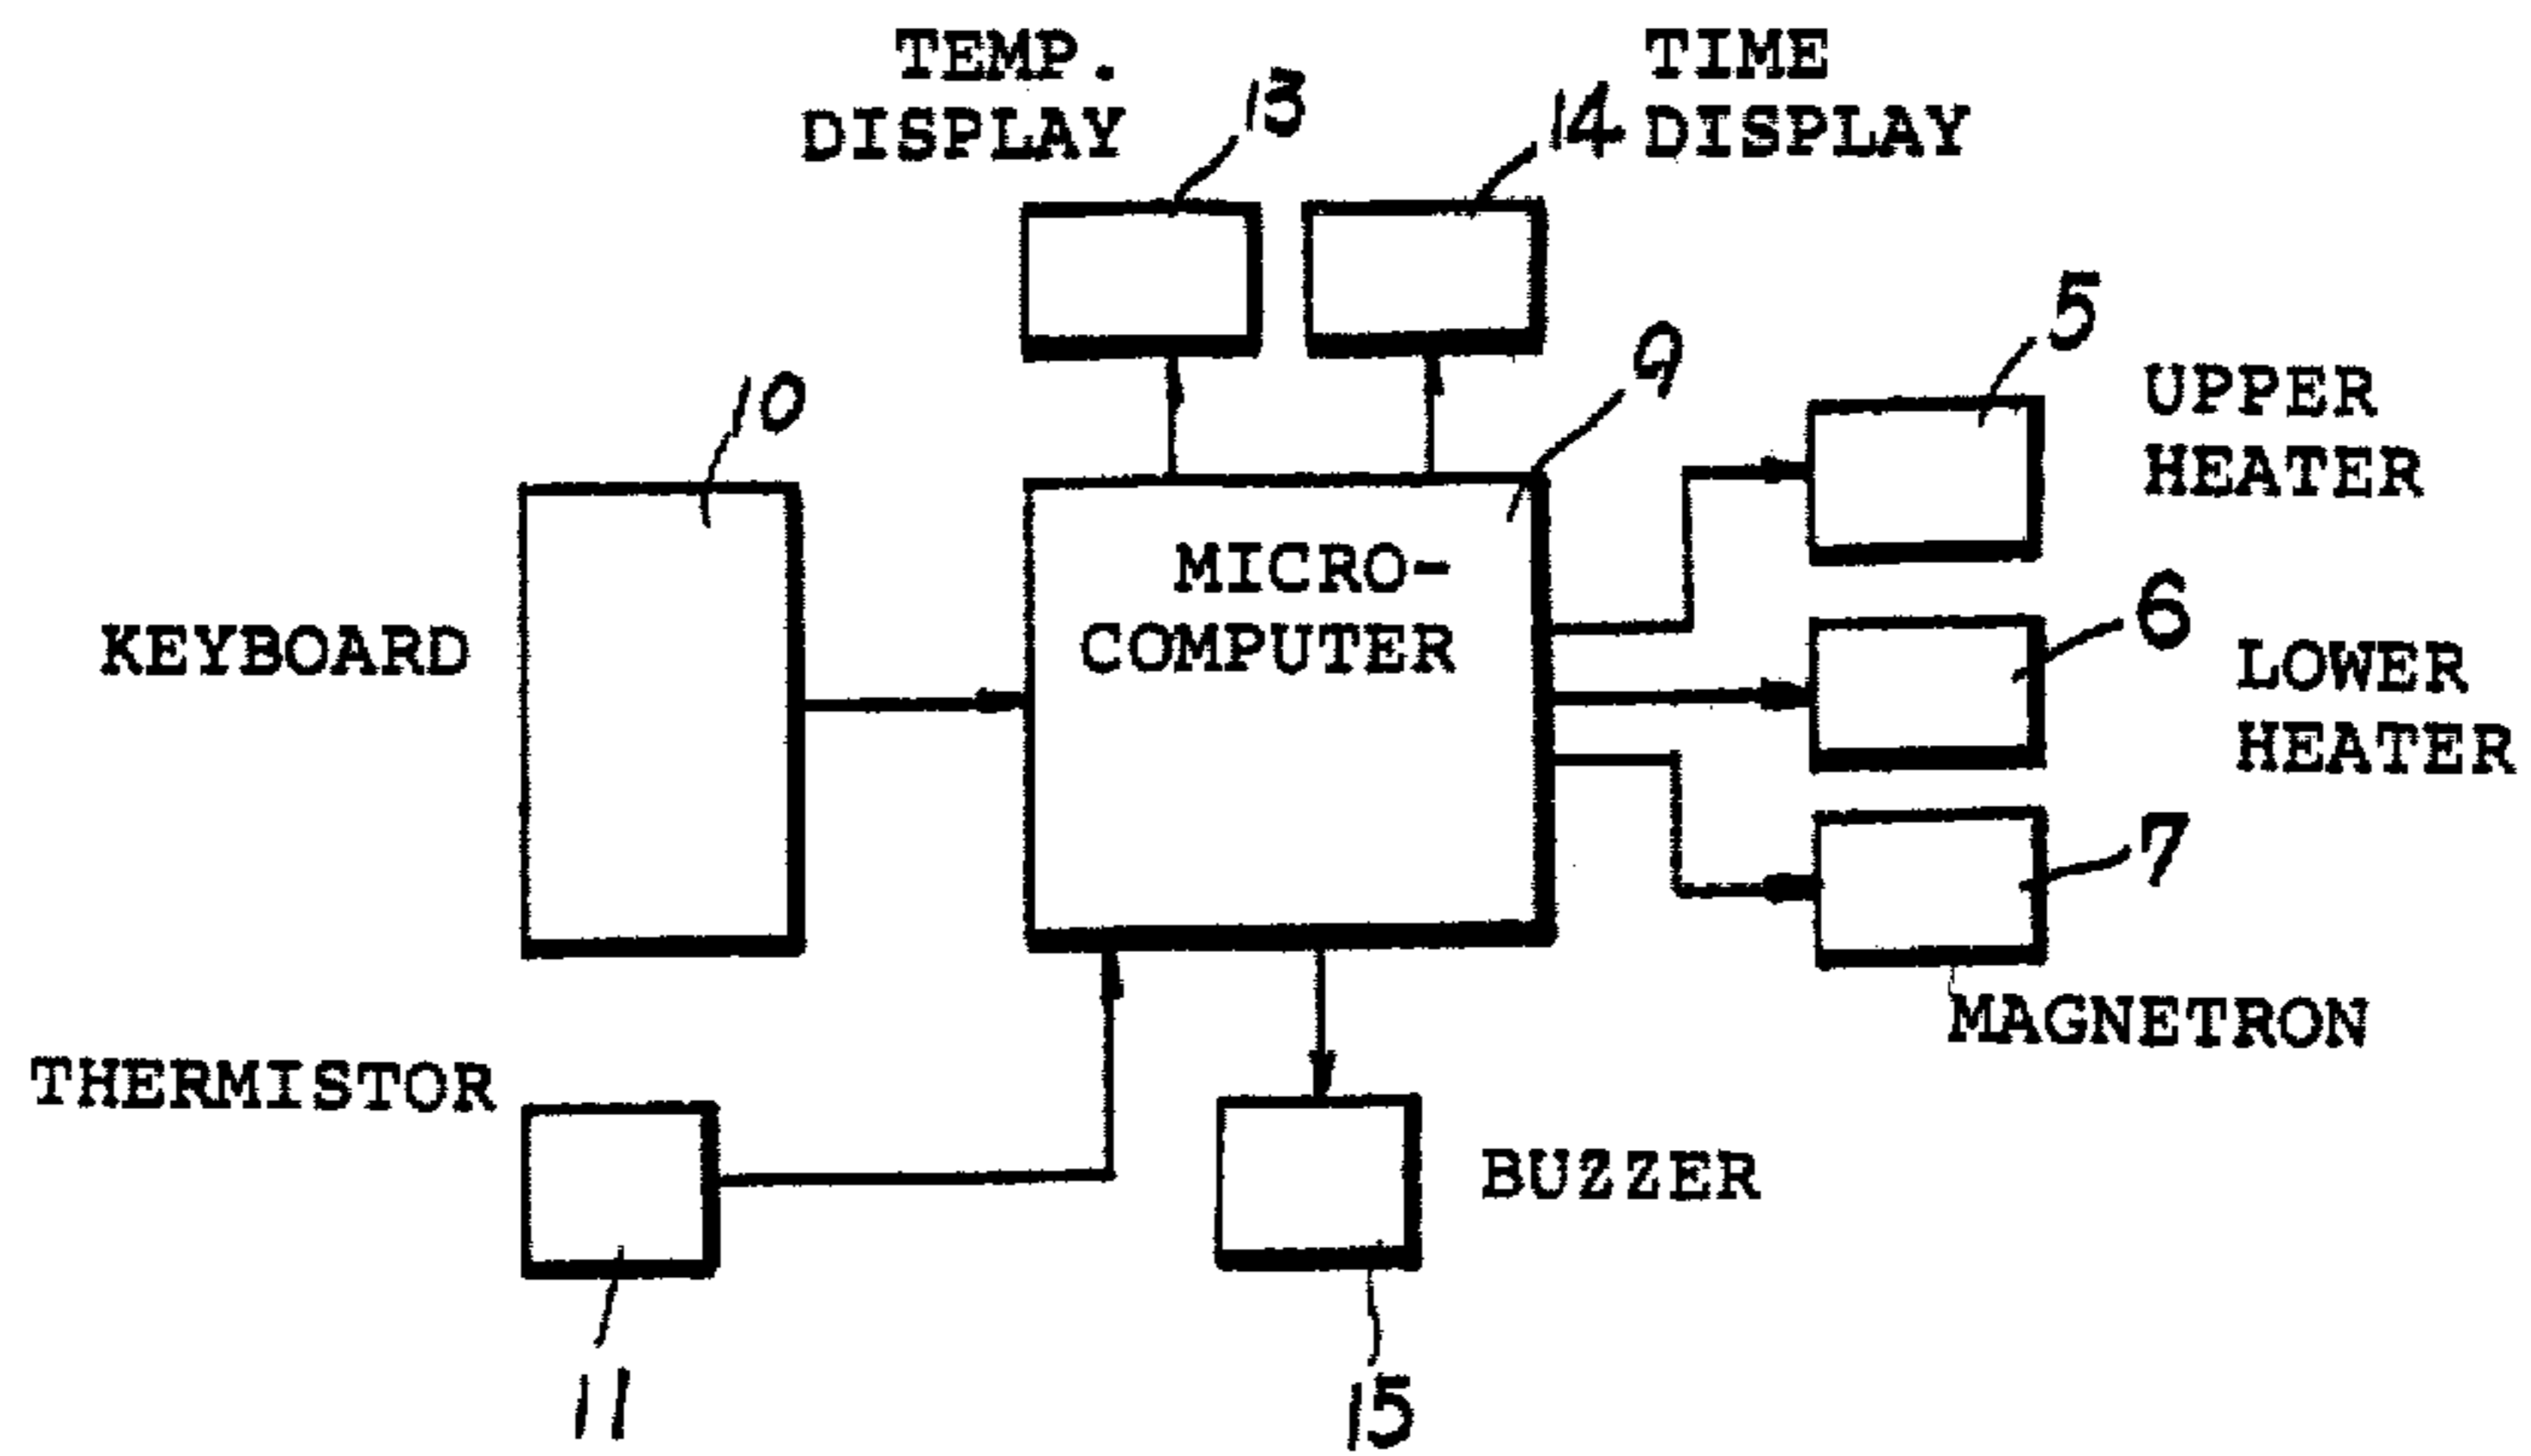 TEMP.
DISPLAY
13
14
TIME
DISPLAY
10
9
5
UPPER
HEATER
KEYBOARD
MICRO-
COMPUTER
6
LOWER
HEATER
7
MAGNETRON
THERMISTOR
BUZZER
11
15